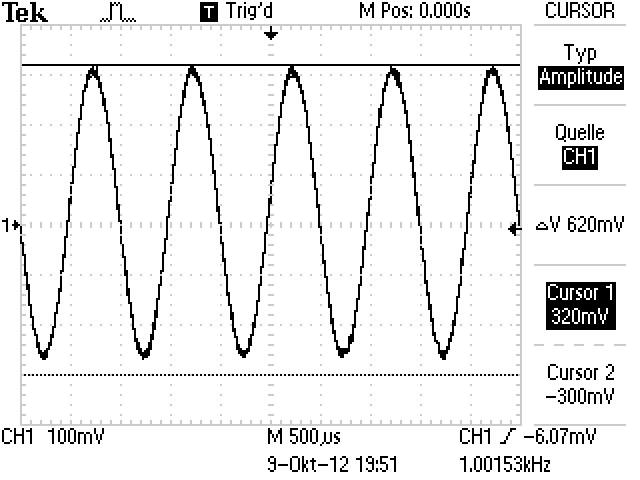 Tek T Trig'd M Pos: 0.000s CURSOR
Typ
Amplitude
Quelle
CH1
1
△V 620mV
Cursor 1
320mV
Cursor 2
-300mV
CH1 100mV M 500µs CH1 -6.07mV
9-Okt-12 19:51 1.00153kHz